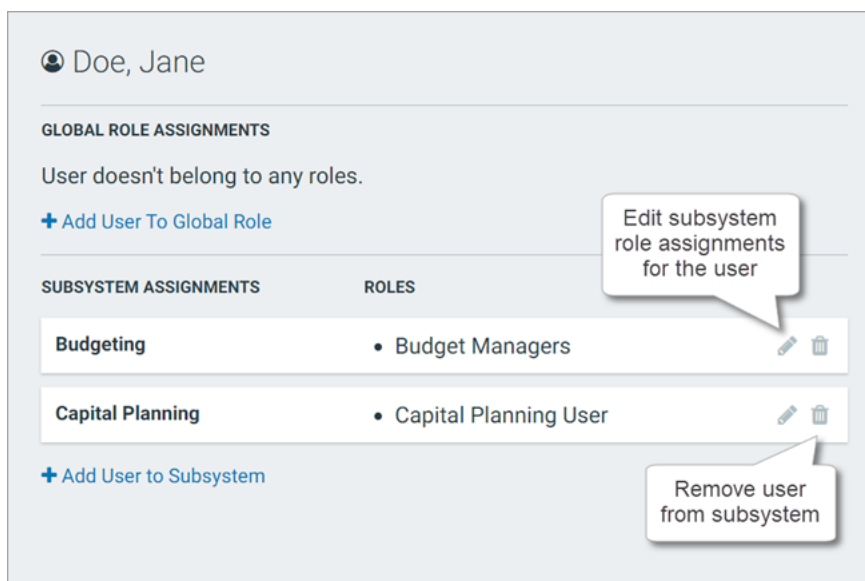 Doe, Jane
GLOBAL ROLE ASSIGNMENTS
User doesn't belong to any roles.
+ Add User To Global Role
Edit subsystem
role assignments
for the user
SUBSYSTEM ASSIGNMENTS ROLES
Budgeting • Budget Managers
Capital Planning • Capital Planning User
+ Add User to Subsystem
Remove user
from subsystem